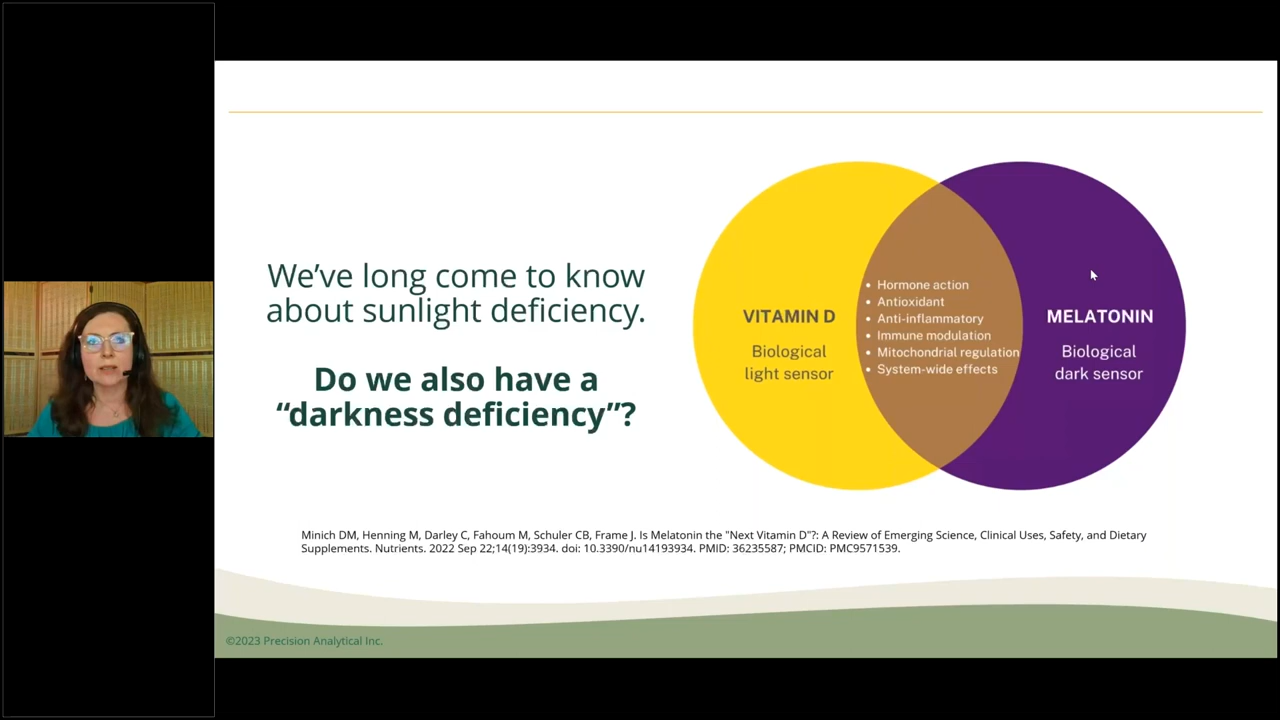 We’ve long come to know
about sunlight deficiency.
Do we also have a
“darkness deficiency”?
VITAMIN D
Biological
light sensor
• Hormone action
• Antioxidant
• Anti-inflammatory
• Immune modulation
• Mitochondrial regulation
• System-wide effects
MELATONIN
Biological
dark sensor
Minich DM, Henning M, Darley C, Fahoum M, Schuler CB, Frame J. Is Melatonin the "Next Vitamin D"?: A Review of Emerging Science, Clinical Uses, Safety, and Dietary
Supplements. Nutrients. 2022 Sep 22;14(19):3934. doi: 10.3390/nu14193934. PMID: 36235587; PMCID: PMC9571539.
©2023 Precision Analytical Inc.